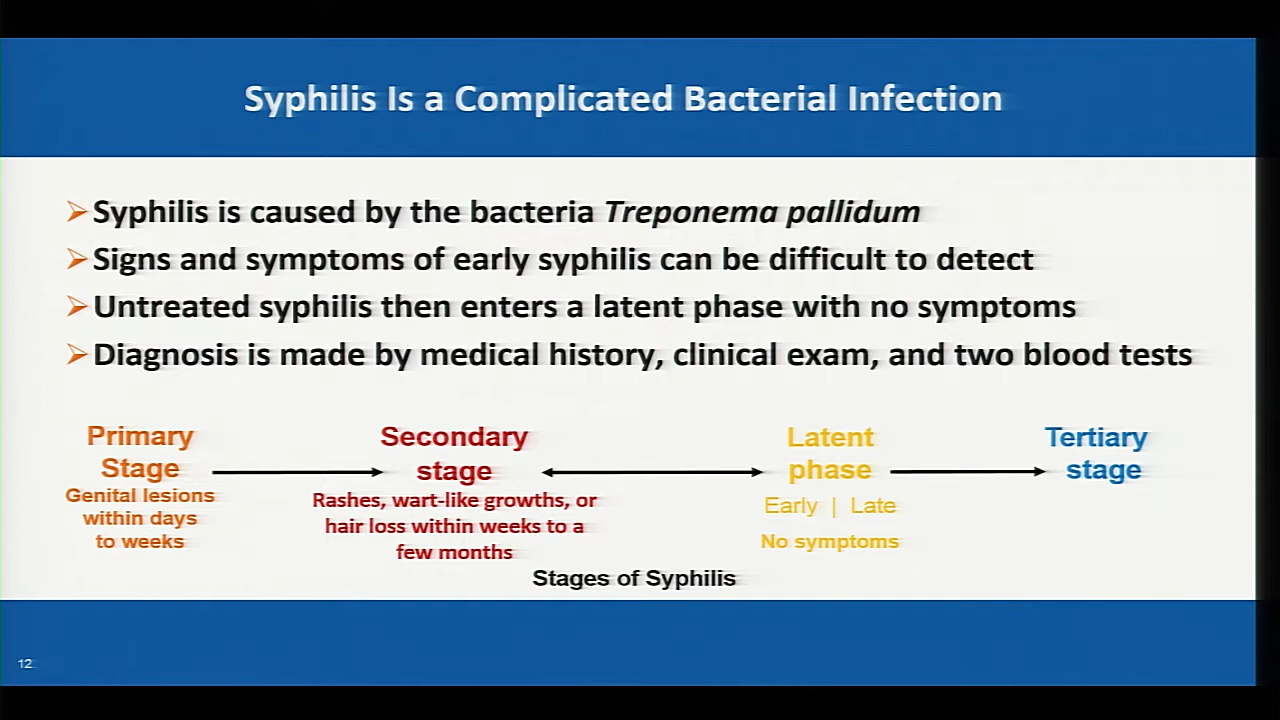 Syphilis Is a Complicated Bacterial Infection
Syphilis is caused by the bacteria Treponema pallidum
Signs and symptoms of early syphilis can be difficult to detect
Untreated syphilis then enters a latent phase with no symptoms
Diagnosis is made by medical history, clinical exam, and two blood tests
Primary
Stage
Genital lesions
within days
to weeks
Secondary
stage
Rashes, wart-like growths, or
hair loss within weeks to a
few months
Latent
phase
Early | Late
No symptoms
Tertiary
stage
Stages of Syphilis
12